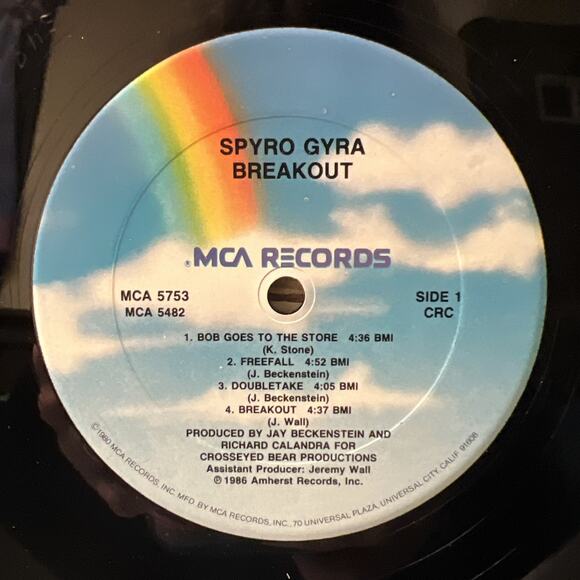 SPYRO GYRA
BREAKOUT
®MCA RECORDS
MCA 5753
MCA 5482
SIDE 1
CRC
1. BOB GOES TO THE STORE 4:36 BMI
(K. Stone)
2. FREEFALL 4:52 BMI
(J. Beckenstein)
3. DOUBLETAKE 4:05 BMI
(J. Beckenstein)
4. BREAKOUT 4:37 BMI
(J. Wall)
PRODUCED BY JAY BECKENSTEIN AND
RICHARD CALANDRA FOR
CROSSEYED BEAR PRODUCTIONS
Assistant Producer: Jeremy Wall
℗ 1986 Amherst Records, Inc.
©1980 MCA RECORDS, INC. MFD. BY MCA RECORDS, INC., 70 UNIVERSAL PLAZA, UNIVERSAL CITY, CALIF. 91608